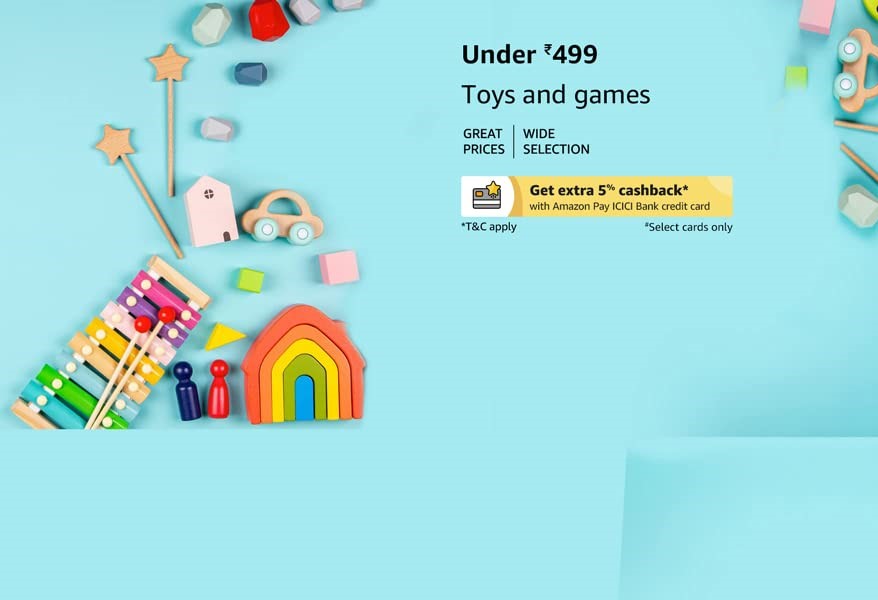 Under ₹499
Toys and games
GREAT PRICES
WIDE SELECTION
Get extra 5% cashback*
with Amazon Pay ICICI Bank credit card
*T&C apply
#Select cards only